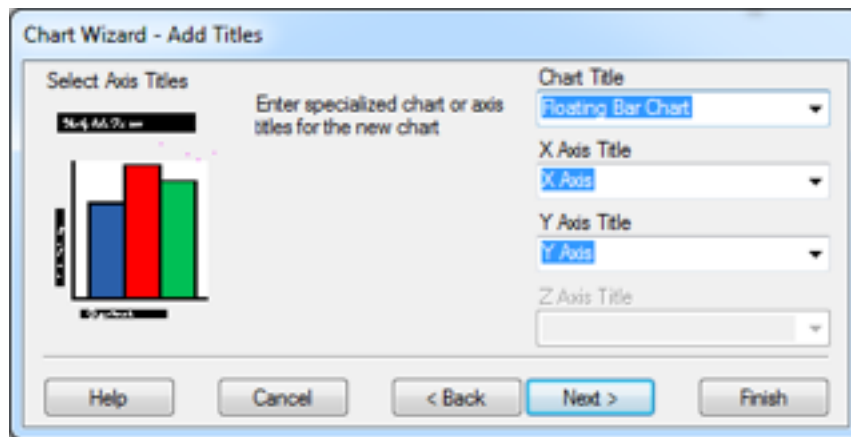 Chart Wizard - Add Titles
Select Axis Titles
Enter specialized chart or axis
titles for the new chart
Chart Title
Floating Bar Chart
X Axis Title
X Axis
Y Axis Title
Y Axis
Z Axis Title
Help
Cancel
< Back
Next >
Finish